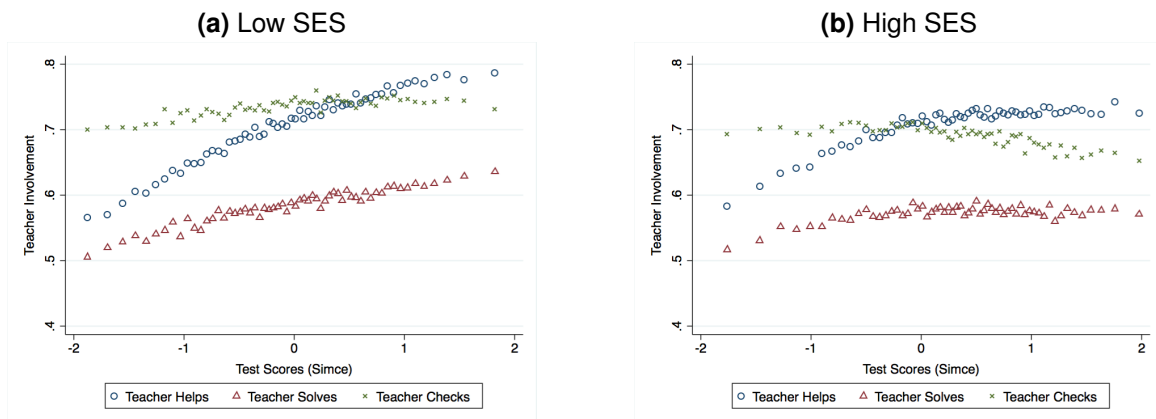 (a) Low SES
.8
.7
.6
.5
.4
Teacher Involvement
-2
-1
0
1
2
Test Scores (Simce)
Teacher Helps
Teacher Solves
Teacher Checks
(b) High SES
.8
.7
.6
.5
.4
Teacher Involvement
-2
-1
0
1
2
Test Scores (Simce)
Teacher Helps
Teacher Solves
Teacher Checks